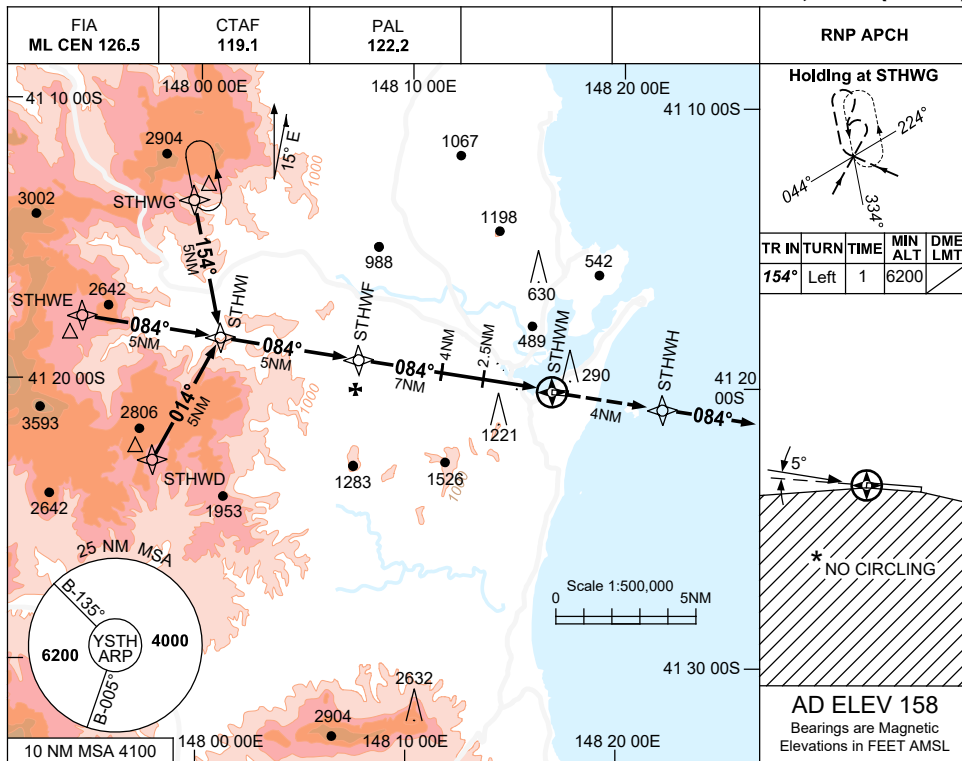 FIA
ML CEN 126.5
CTAF
119.1
PAL
122.2
RNP APCH
148 00 00E
148 10 00E
148 20 00E
41 10 00S
41 10 00S
Holding at STHWG
224°
044°
334°
TR IN TURN TIME MIN ALT DME LMT
154° Left 1 6200
15° E
1000
2904
1067
3002
STHWG
1198
154°
5NM
988
542
630
STHWE
2642
STHWI
STHWF
489
STHWM
084°
5NM
084°
5NM
084°
7NM
4NM
2.5NM
290
STHWH
41 20 00S
41 20
00S
4NM
084°
3593
2806
014°
5NM
1221
STHWD
1283
1526
1000
2642
1953
5°
* NO CIRCLING
25 NM MSA
B-135°
YSTH
ARP
6200
4000
B-005°
Scale 1:500,000
0
5NM
41 30 00S
2632
2904
10 NM MSA 4100
148 00 00E
148 10 00E
148 20 00E
AD ELEV 158
Bearings are Magnetic
Elevations in FEET AMSL